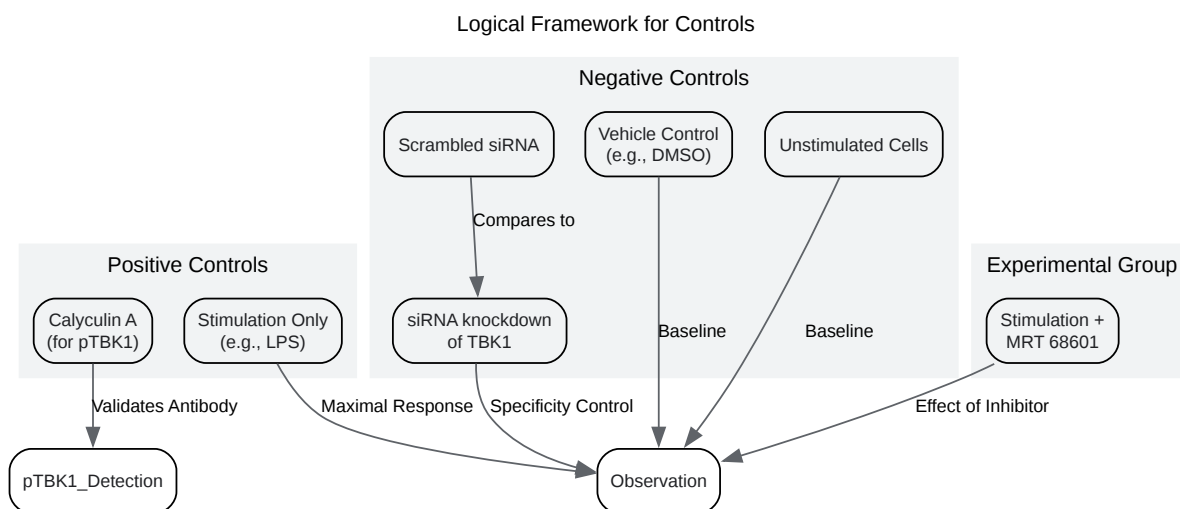 Logical Framework for Controls
Negative Controls
Scrambled siRNA
Vehicle Control
(e.g., DMSO)
Unstimulated Cells
Compares to
Positive Controls
Experimental Group
Calyculin A
(for pTBK1)
Stimulation Only
(e.g., LPS)
siRNA knockdown
of TBK1
Baseline
Baseline
Stimulation +
MRT 68601
Validates Antibody
Maximal Response
Specificity Control
Effect of Inhibitor
pTBK1_Detection
Observation